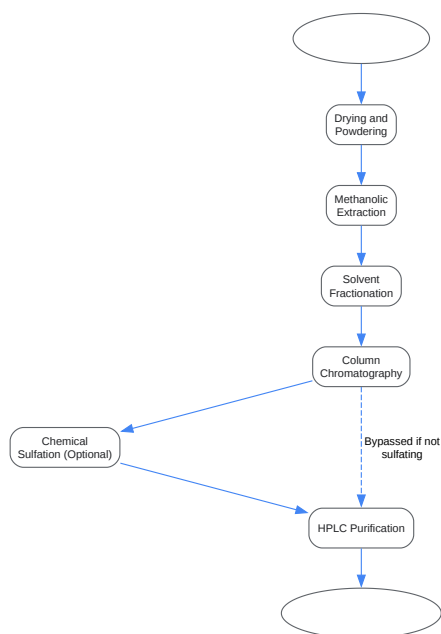 Drying and
Powdering
Methanolic
Extraction
Solvent
Fractionation
Column
Chromatography
Bypassed if not
sulfating
Chemical
Sulfation (Optional)
HPLC Purification